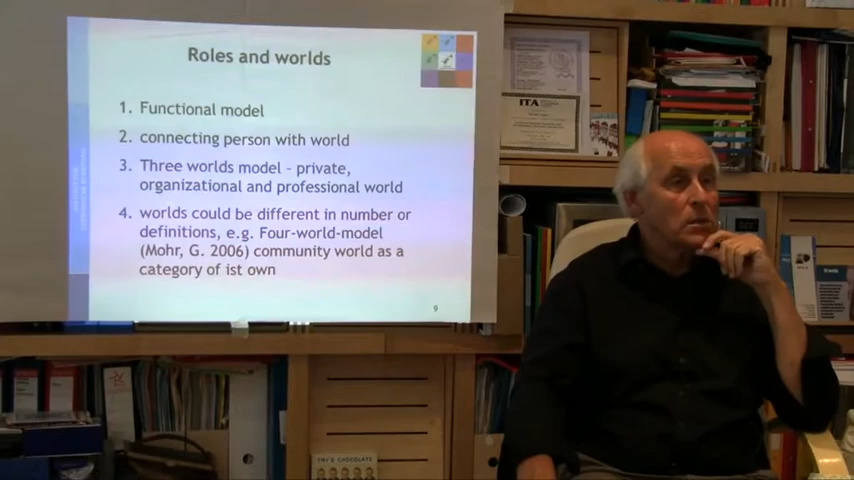 Roles and worlds
1. Functional model
2. connecting person with world
3. Three worlds model - private,
organizational and professional world
4. worlds could be different in number or
definitions, e.g. Four-world-model
(Mohr, G. 2006) community world as a
category of ist own
9
ITA
FRY'S CHOCOLATE